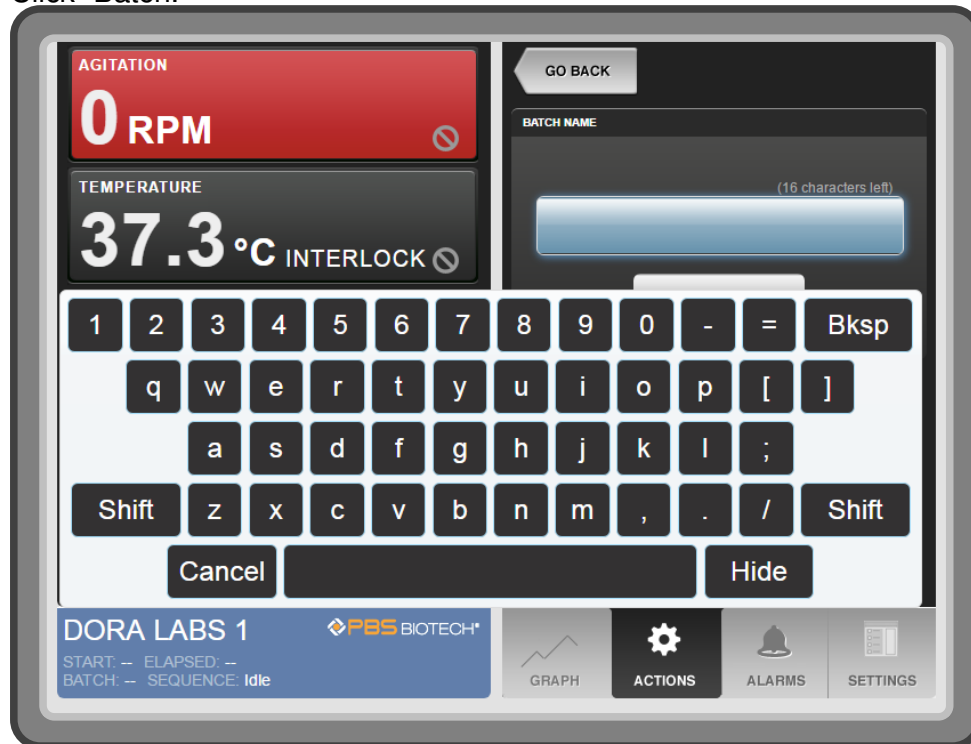 AGITATION
0 RPM
TEMPERATURE
37.3 °C INTERLOCK
GO BACK
BATCH NAME
(16 characters left)
1 2 3 4 5 6 7 8 9 0 - = Bksp
q w e r t y u i o p [ ]
a s d f g h j k l ;
Shift z x c v b n m , . / Shift
Cancel Hide
DORA LABS 1
PBS BIOTECH®
START: -- ELAPSED: --
BATCH: -- SEQUENCE: Idle
GRAPH ACTIONS ALARMS SETTINGS